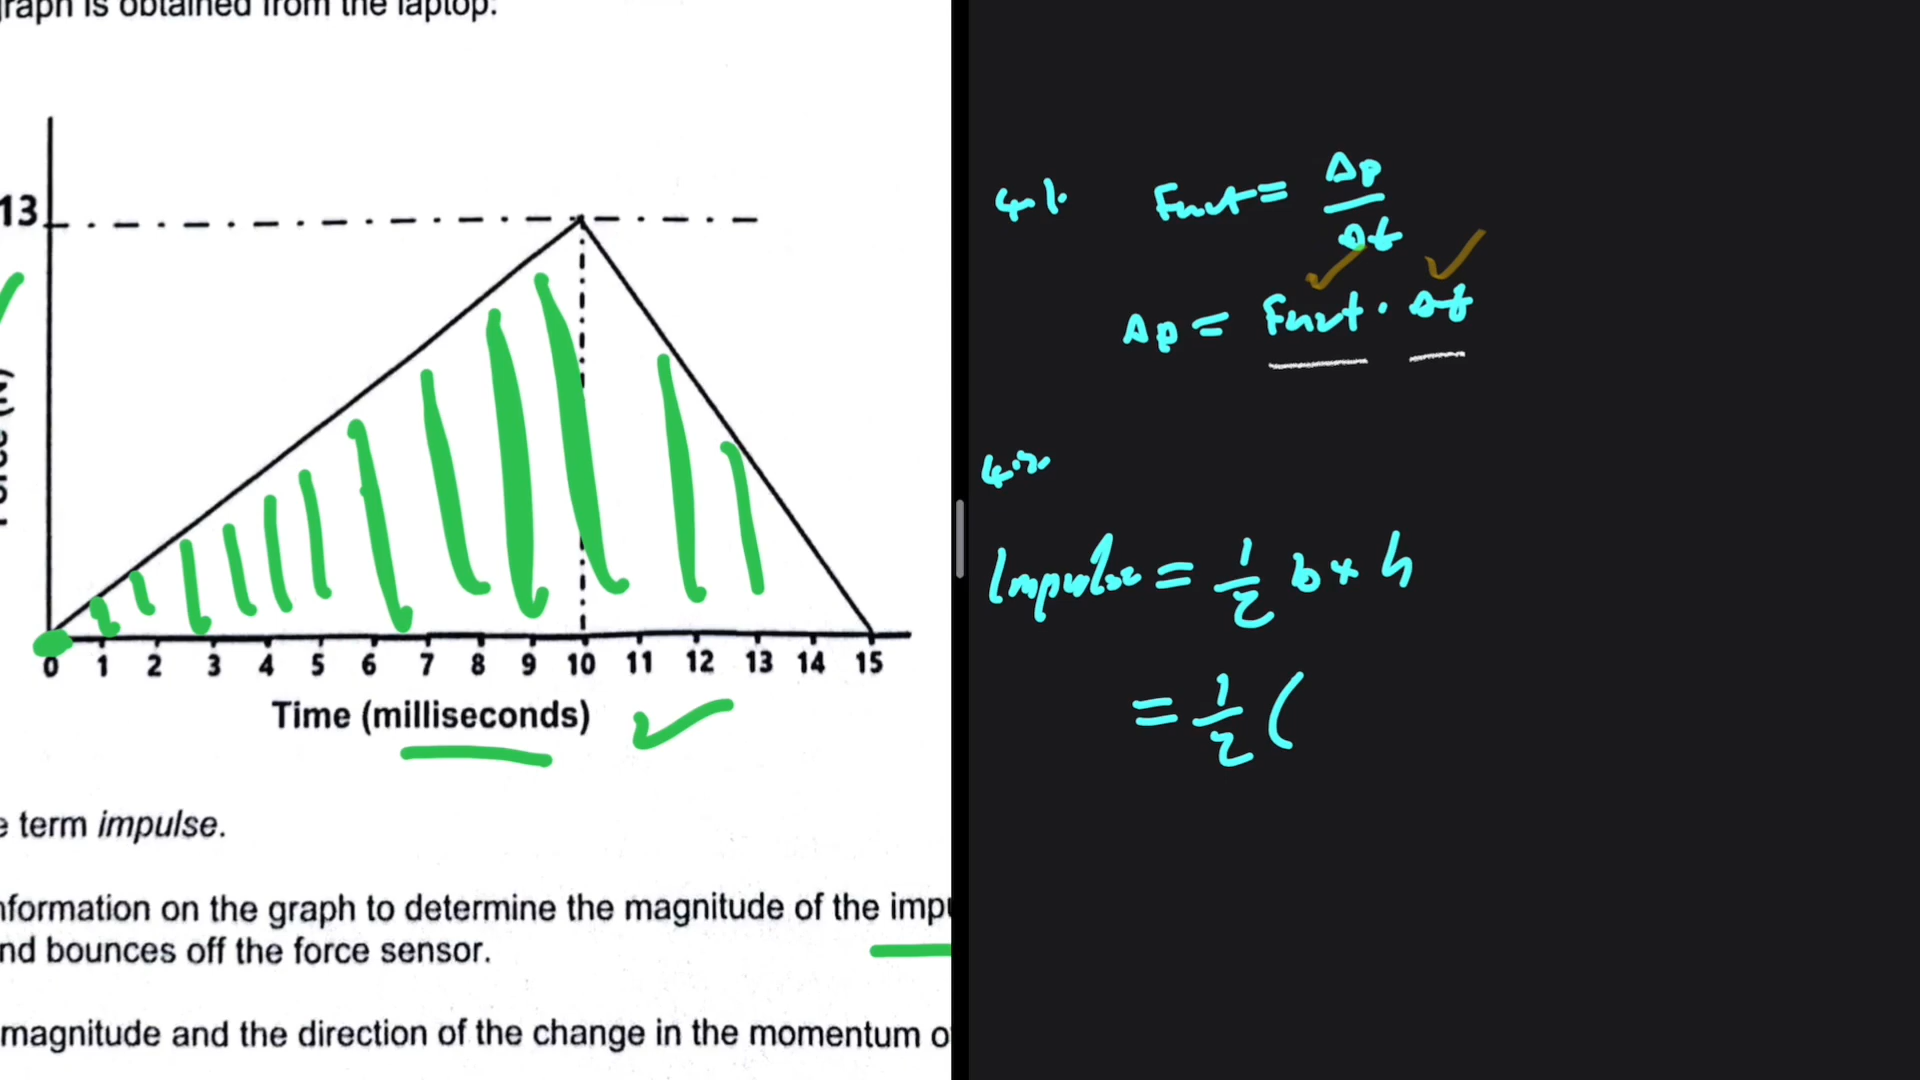 graph is obtained from the laptop:
13
0 1 2 3 4 5 6 7 8 9 10 11 12 13 14 15
Time (milliseconds)
e term impulse.
nformation on the graph to determine the magnitude of the impu
nd bounces off the force sensor.
magnitude and the direction of the change in the momentum o
4.1. Fnet = Δp / Δt
Δp = Fnet · Δt
4.2
Impulse = 1/2 b × h
= 1/2 (